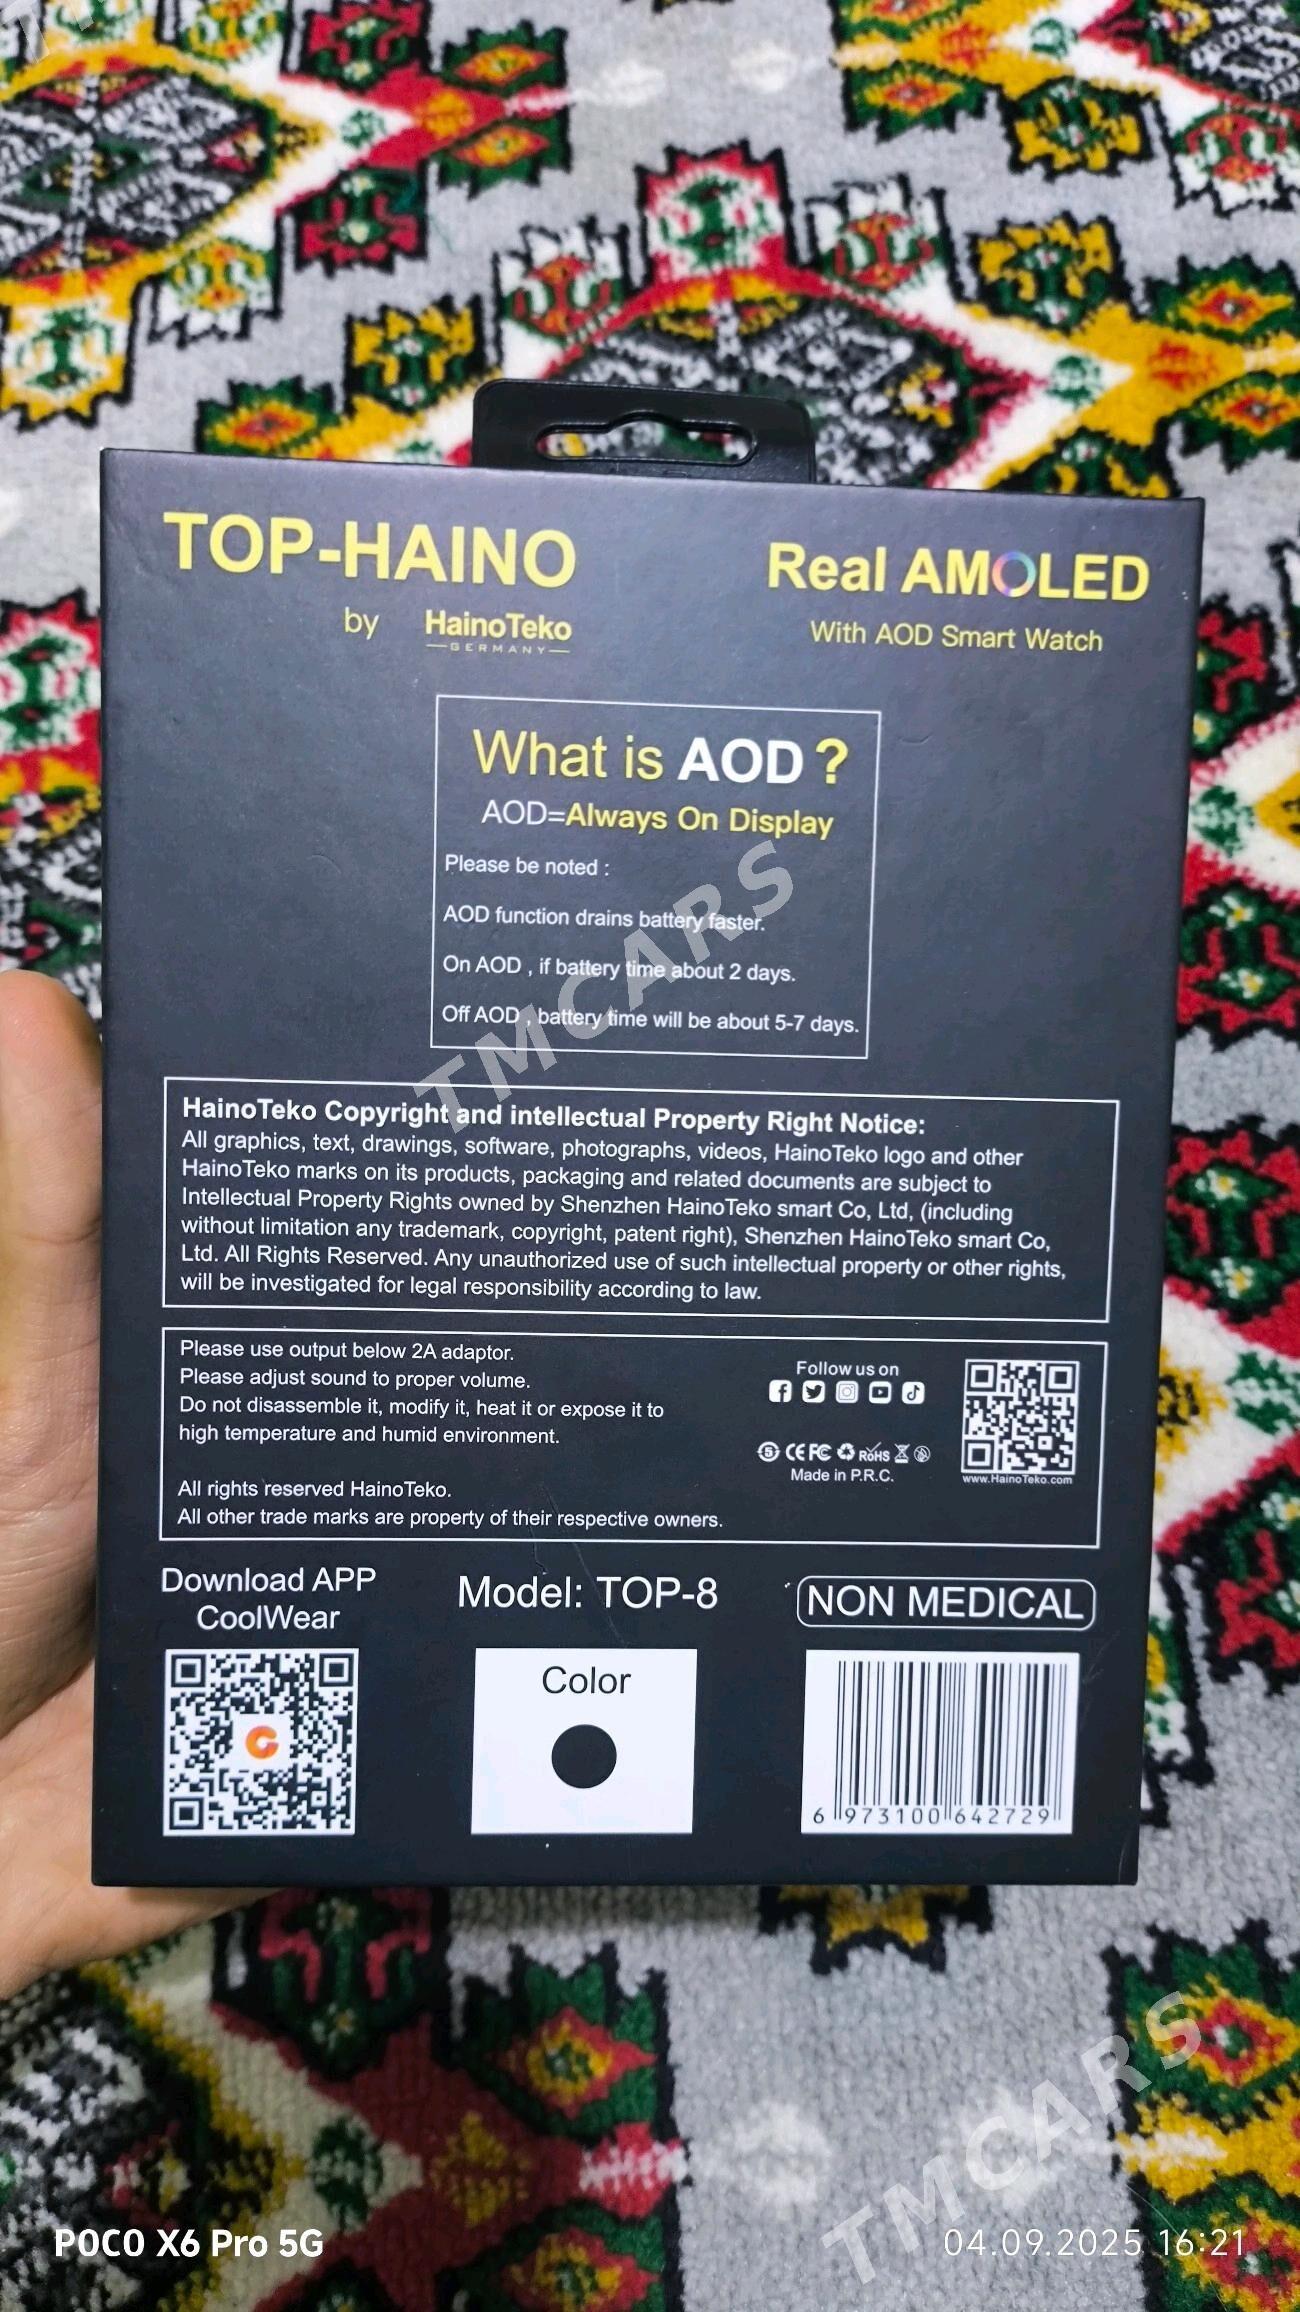 TOP-HAINO
by HainoTeko
GERMANY
Real AMOLED
With AOD Smart Watch
What is AOD ?
AOD=Always On Display
Please be noted :
AOD function drains battery faster.
On AOD , if battery time about 2 days.
Off AOD , battery time will be about 5-7 days.
HainoTeko Copyright and intellectual Property Right Notice:
All graphics, text, drawings, software, photographs, videos, HainoTeko logo and other
HainoTeko marks on its products, packaging and related documents are subject to
Intellectual Property Rights owned by Shenzhen HainoTeko smart Co, Ltd, (including
without limitation any trademark, copyright, patent right), Shenzhen HainoTeko smart Co,
Ltd. All Rights Reserved. Any unauthorized use of such intellectual property or other rights,
will be investigated for legal responsibility according to law.
Please use output below 2A adaptor.
Please adjust sound to proper volume.
Do not disassemble it, modify it, heat it or expose it to
high temperature and humid environment.
All rights reserved HainoTeko.
All other trade marks are property of their respective owners.
Follow us on
5 CE FC RoHS
Made in P.R.C.
www.HainoTeko.com
Download APP
CoolWear
Model: TOP-8
NON MEDICAL
Color
6 973100 642729
TMCARS
TMCARS
POCO X6 Pro 5G
04.09.2025 16:21